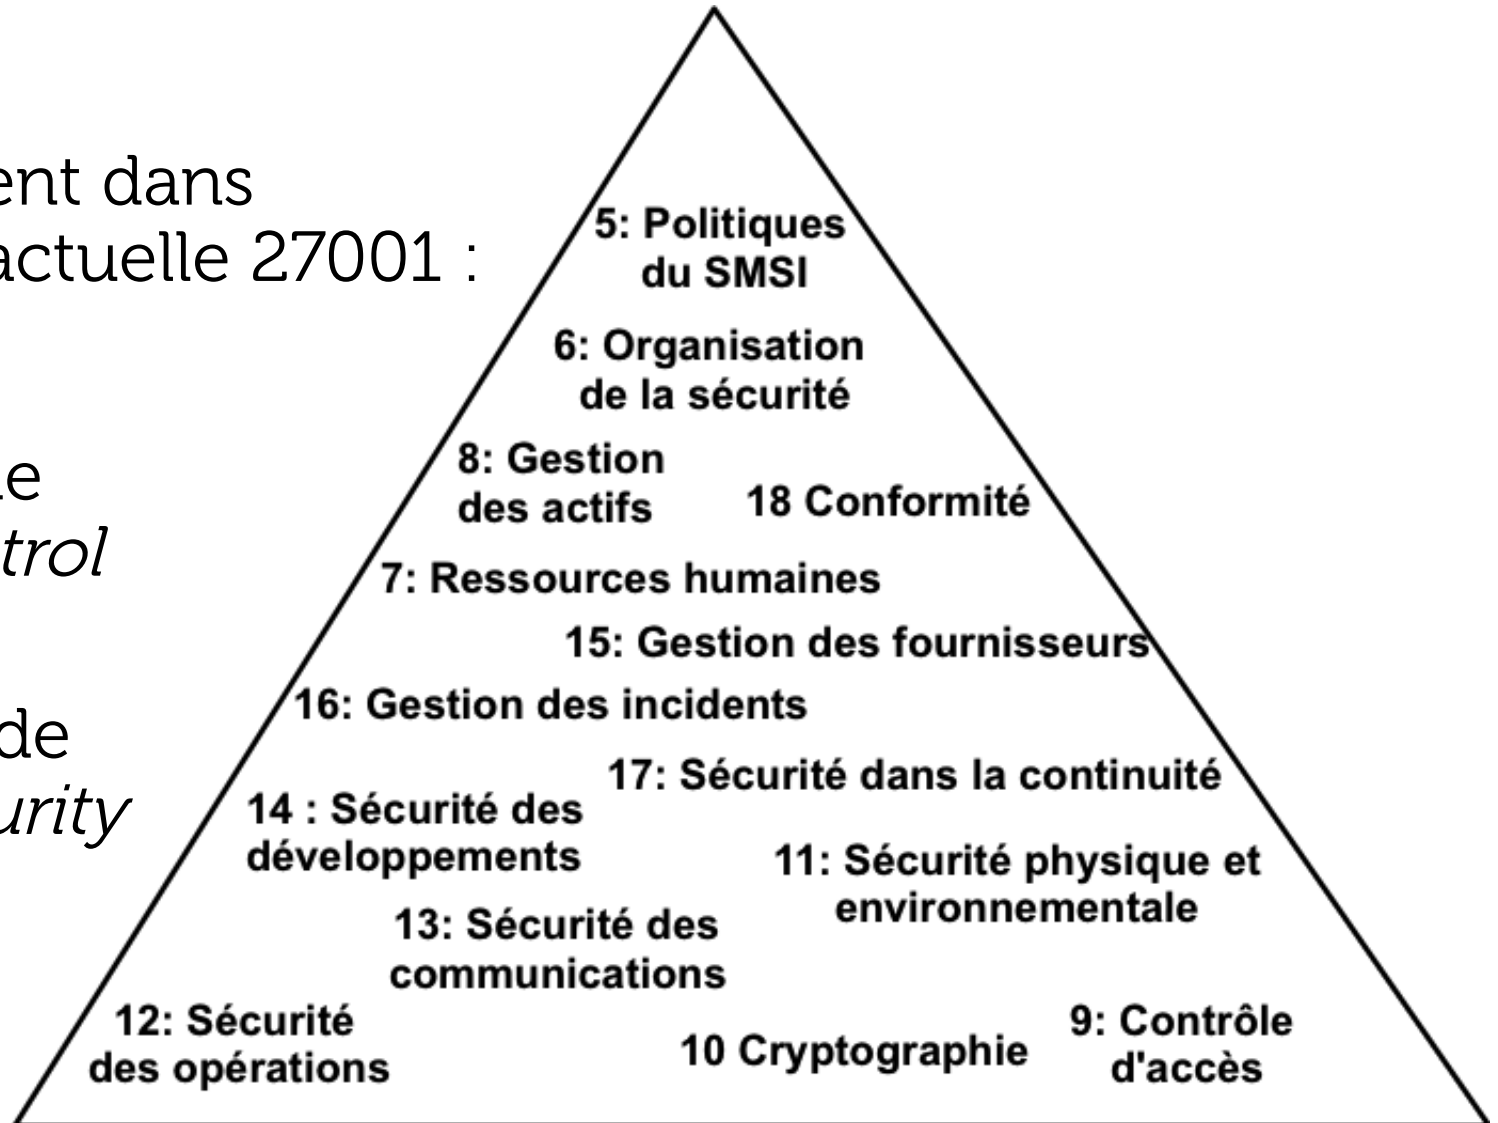 ent dans
actuelle 27001 :
le
trol
de
urity
5: Politiques
du SMSI
6: Organisation
de la sécurité
8: Gestion
des actifs
18 Conformité
7: Ressources humaines
15: Gestion des fournisseurs
16: Gestion des incidents
17: Sécurité dans la continuité
14 : Sécurité des
développements
11: Sécurité physique et
environnementale
13: Sécurité des
communications
12: Sécurité
des opérations
10 Cryptographie
9: Contrôle
d'accès